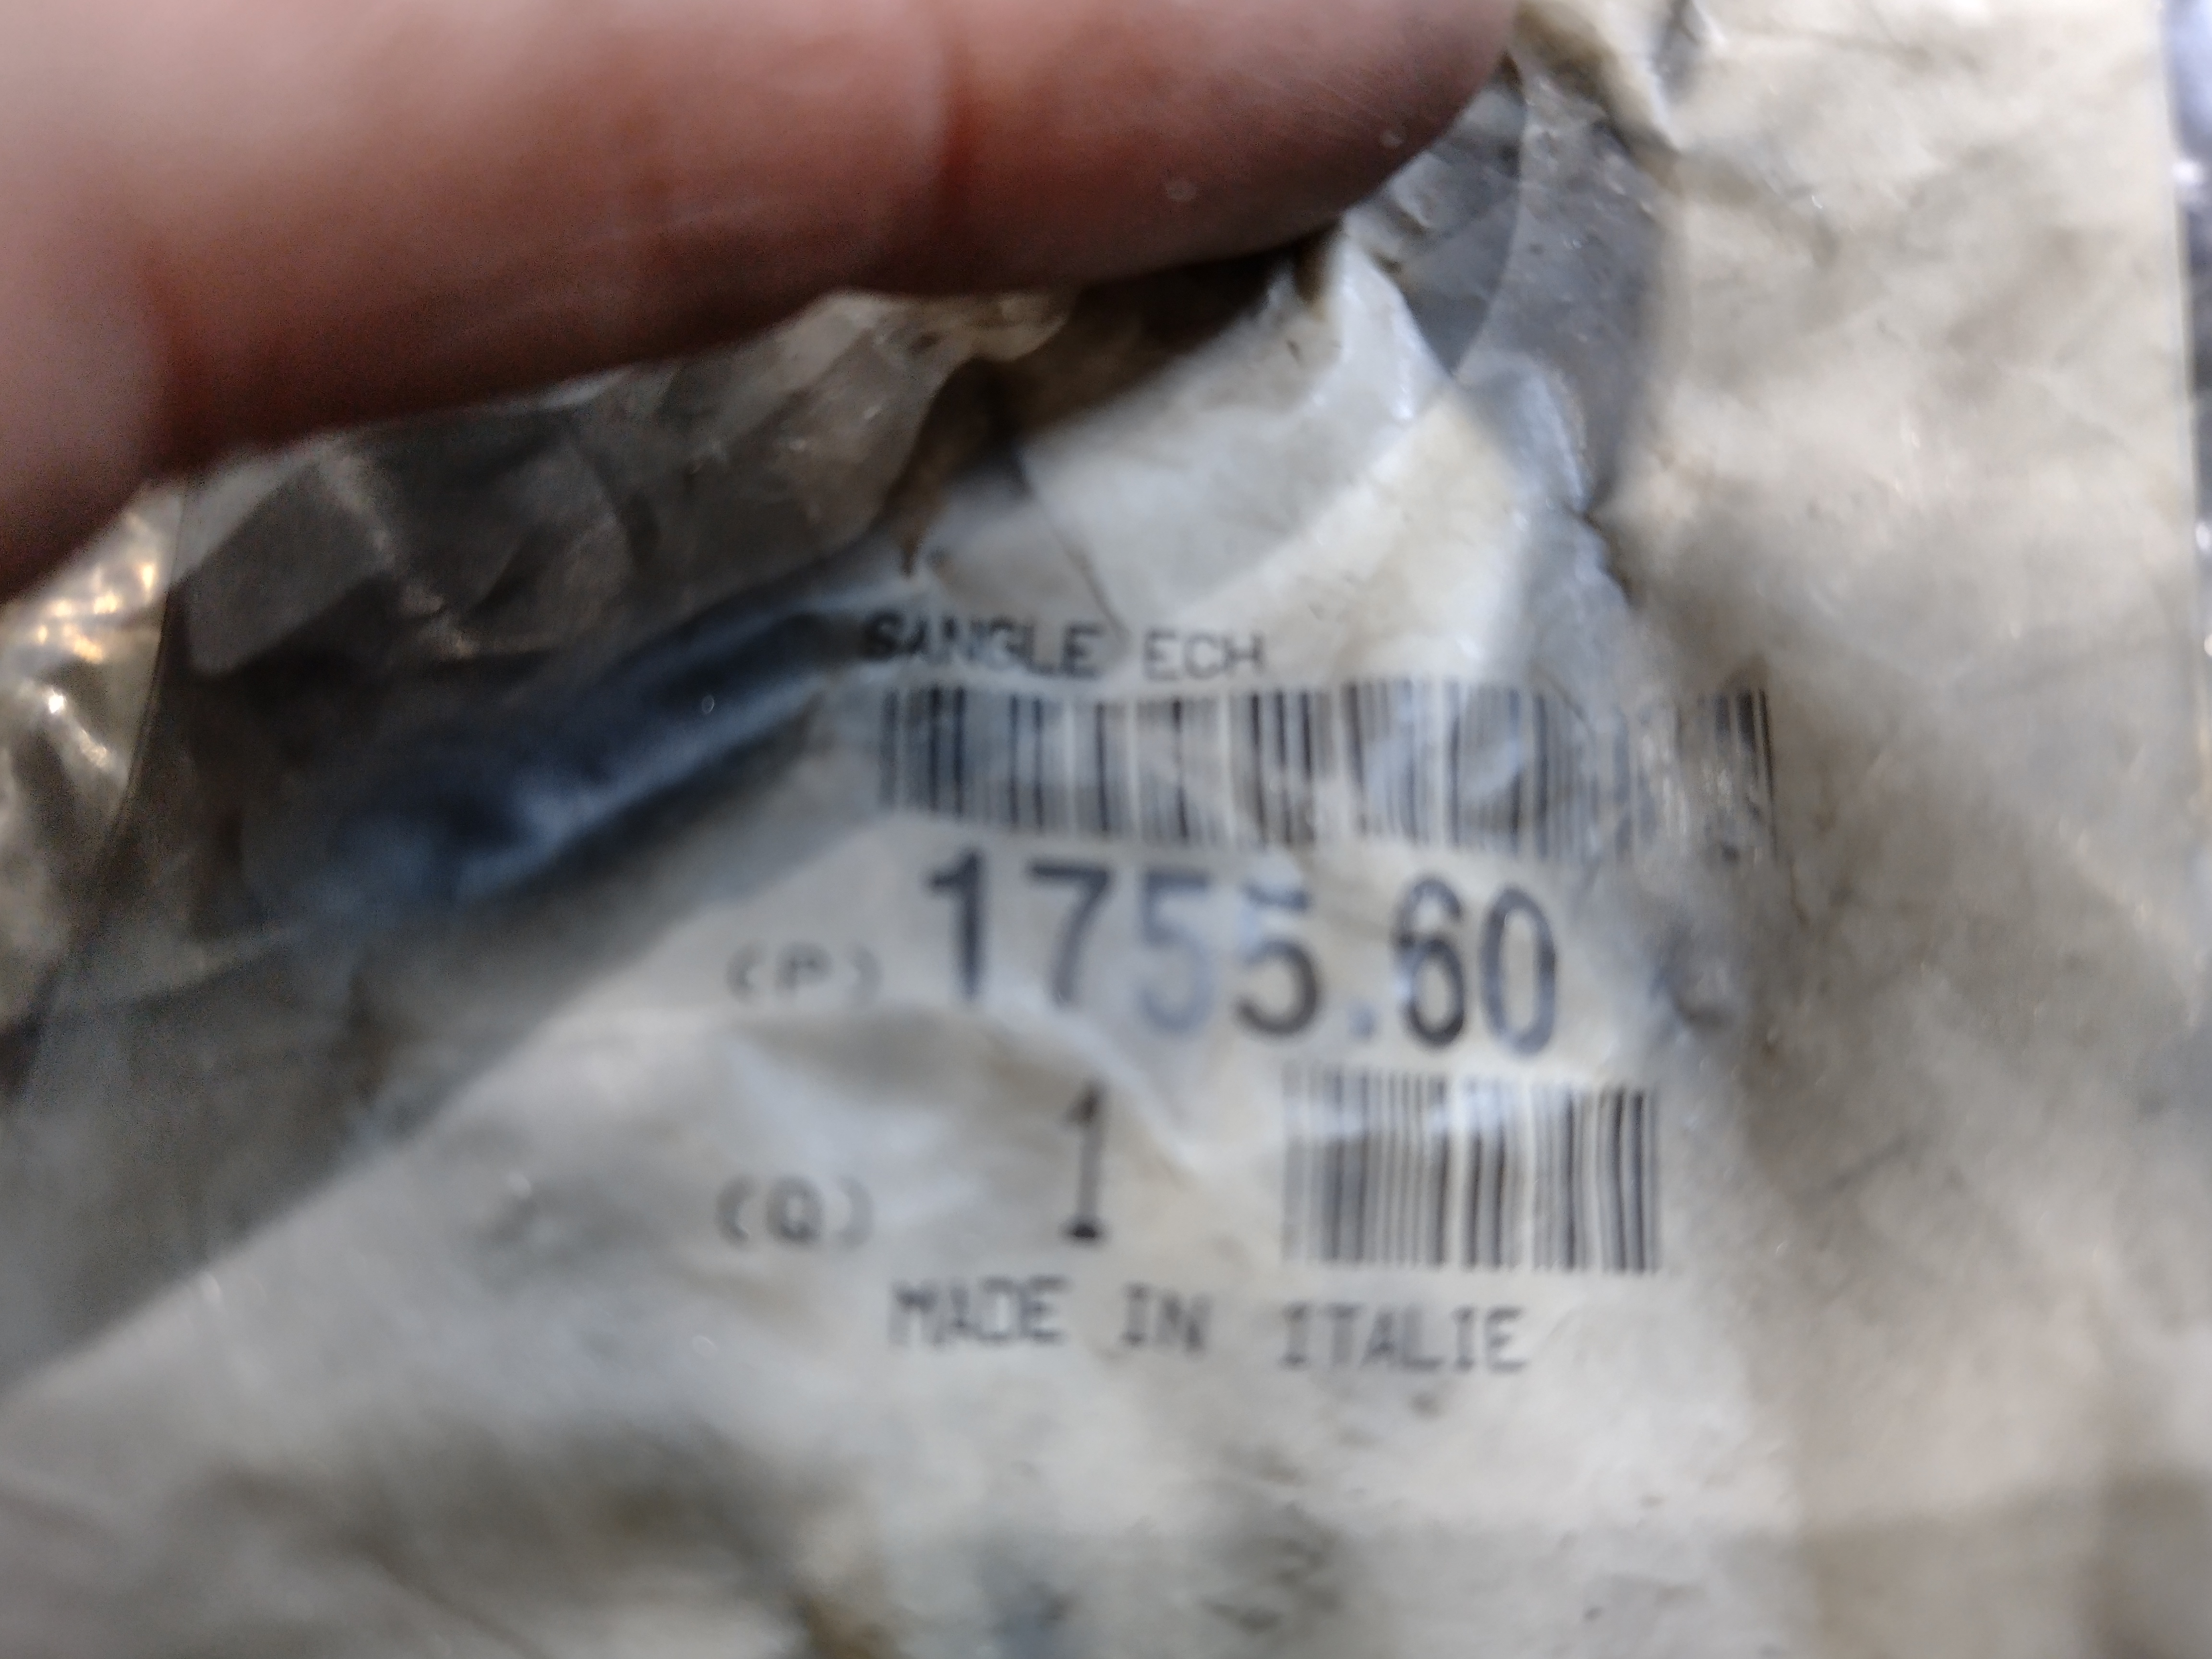 SANGLE ECH
(P) 1755.60
(Q) 1
MADE IN ITALIE